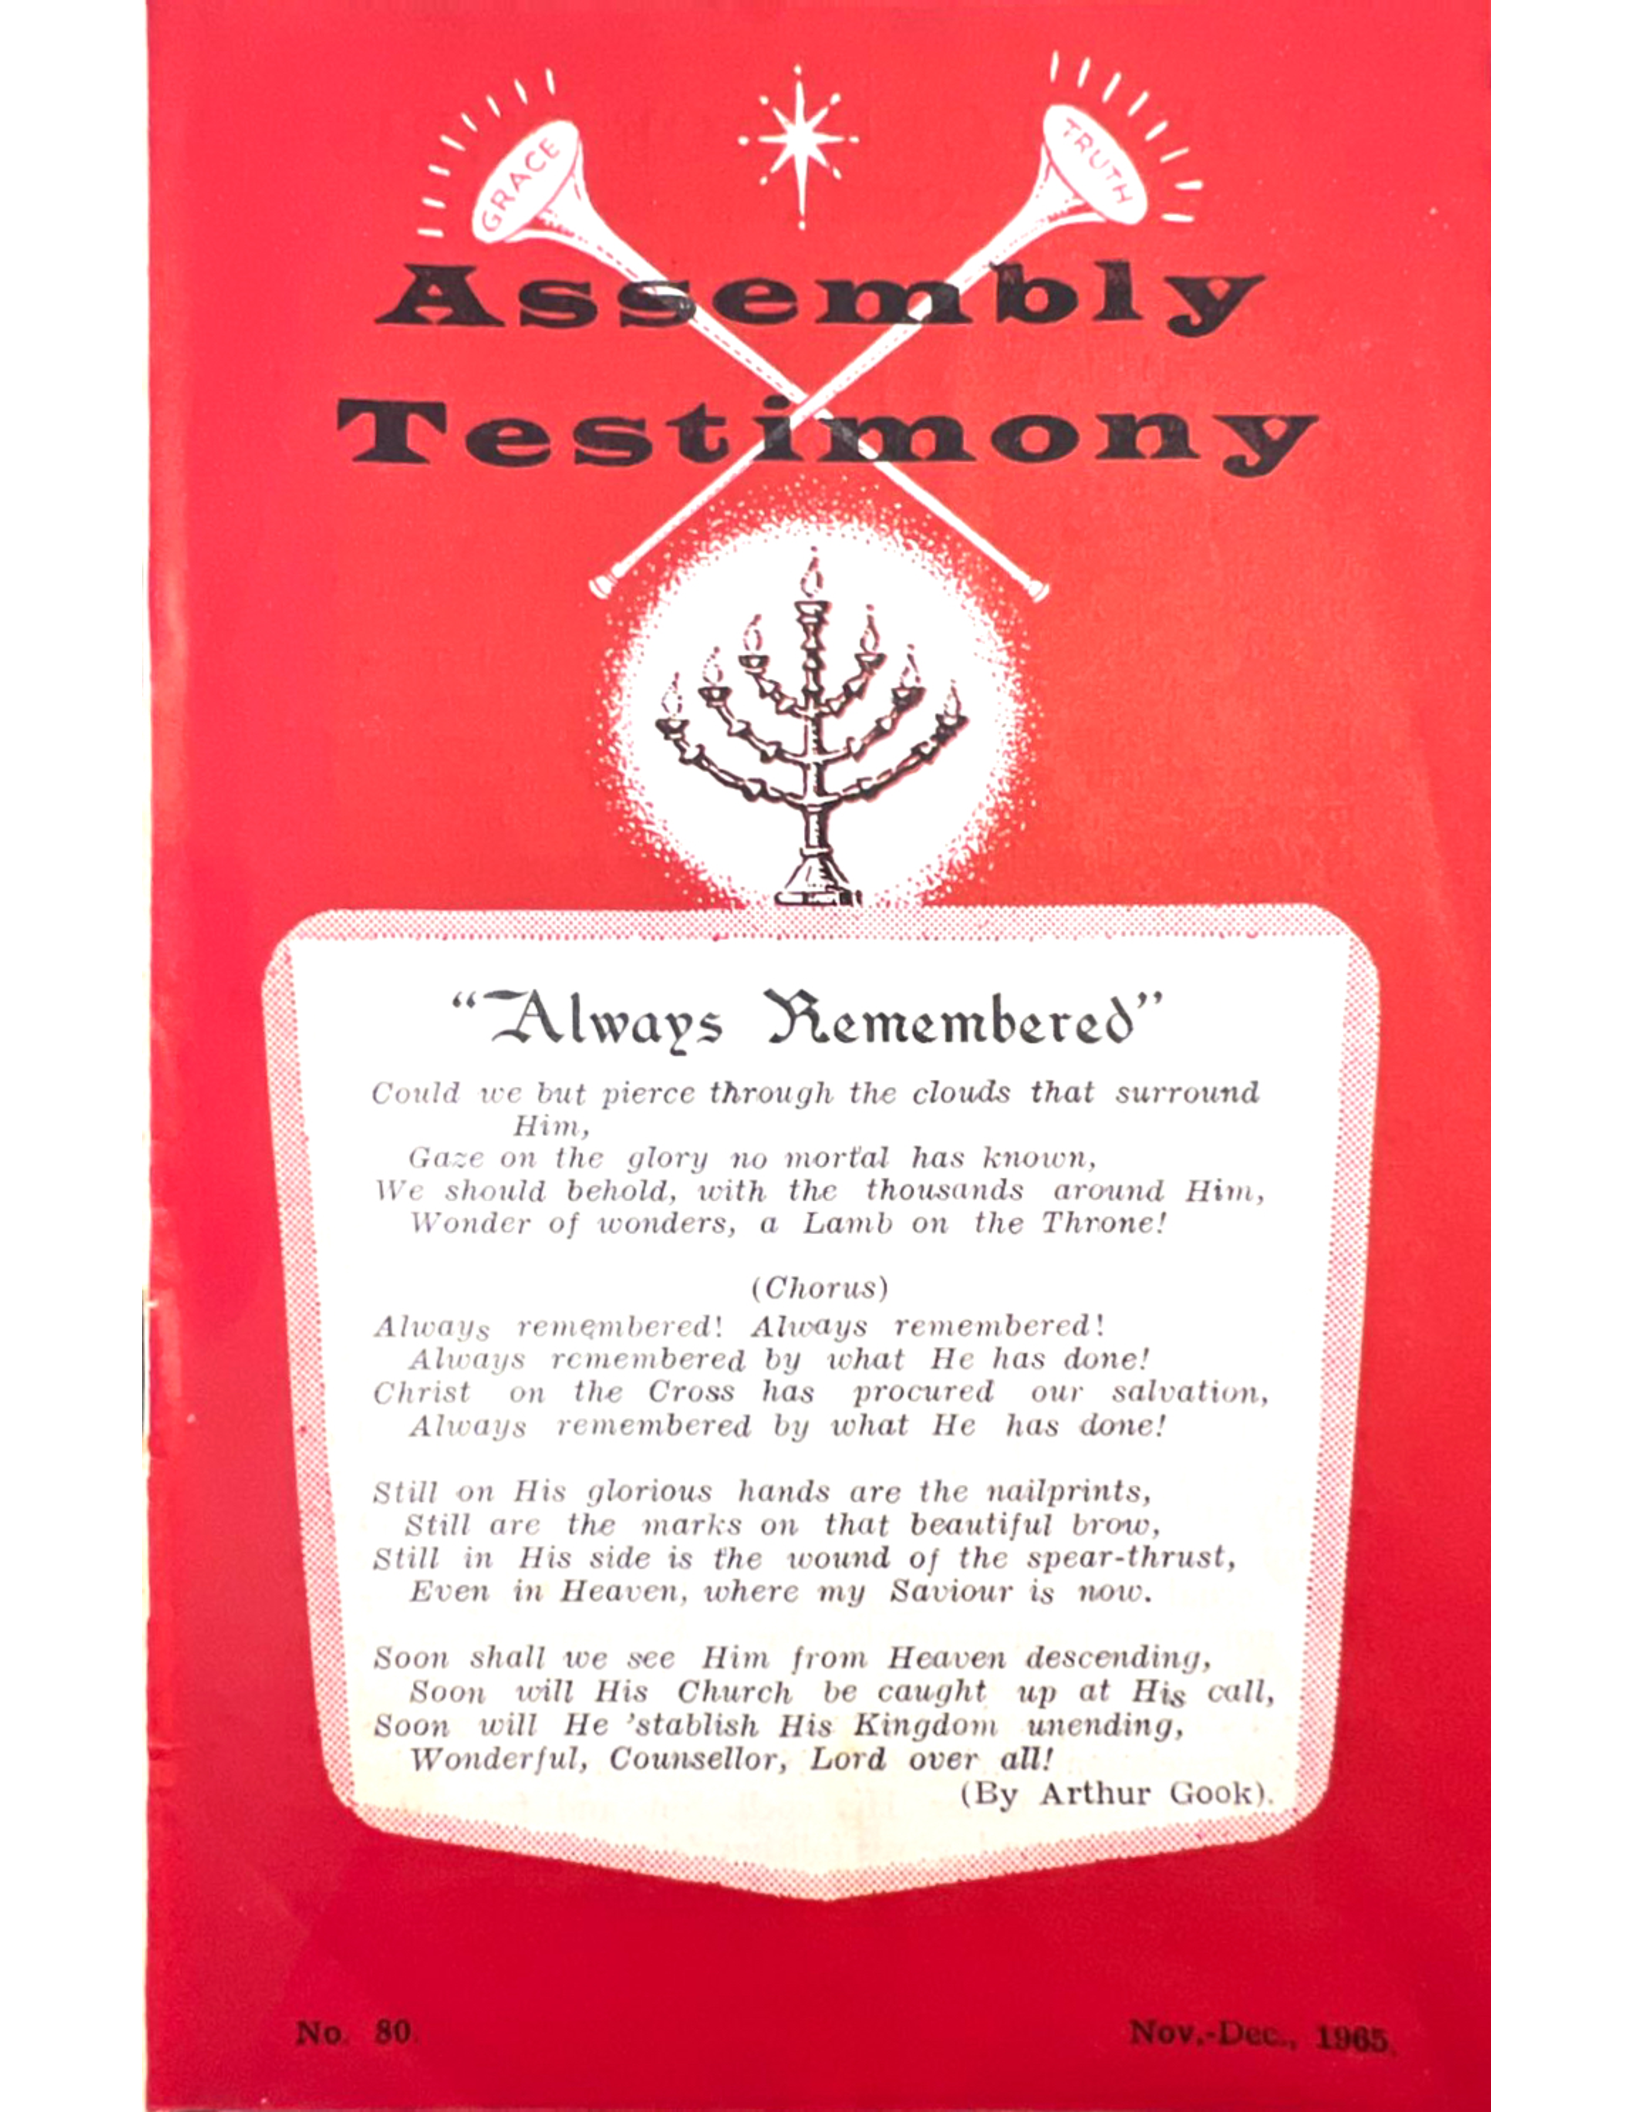 GRACE
TRUTH
Assembly
Testimony
“Always Remembered”
Could we but pierce through the clouds that surround
Him,
Gaze on the glory no mortal has known,
We should behold, with the thousands around Him,
Wonder of wonders, a Lamb on the Throne!
(Chorus)
Always remembered! Always remembered!
Always remembered by what He has done!
Christ on the Cross has procured our salvation,
Always remembered by what He has done!
Still on His glorious hands are the nailprints,
Still are the marks on that beautiful brow,
Still in His side is the wound of the spear-thrust,
Even in Heaven, where my Saviour is now.
Soon shall we see Him from Heaven descending,
Soon will His Church be caught up at His call,
Soon will He ’stablish His Kingdom unending,
Wonderful, Counsellor, Lord over all!
(By Arthur Gook).
No. 80.
Nov.-Dec., 1965.